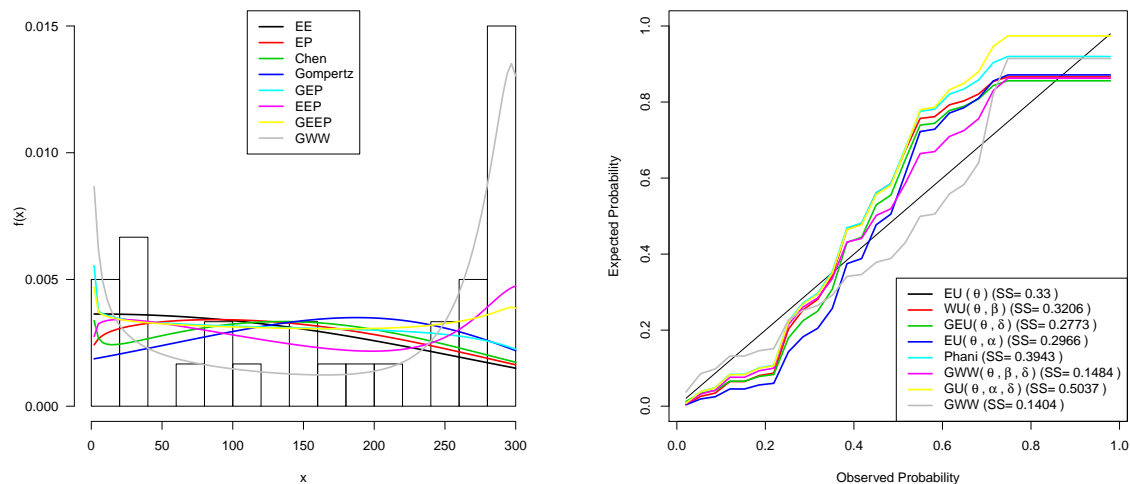 EE
EP
Chen
Gompertz
GEP
EEP
GEEP
GWW
0.015
0.010
0.005
0.000
f(x)
0 50 100 150 200 250 300
x
1.0
0.8
0.6
0.4
0.2
0.0
Expected Probability
EU( θ ) (SS= 0.33 )
WU( θ , β ) (SS= 0.3206 )
GEU( θ , δ ) (SS= 0.2773 )
EU( θ , α ) (SS= 0.2966 )
Phani (SS= 0.3943 )
GWW( θ , β , δ ) (SS= 0.1484 )
GU( θ , α , δ ) (SS= 0.5037 )
GWW (SS= 0.1404 )
0.0 0.2 0.4 0.6 0.8 1.0
Observed Probability